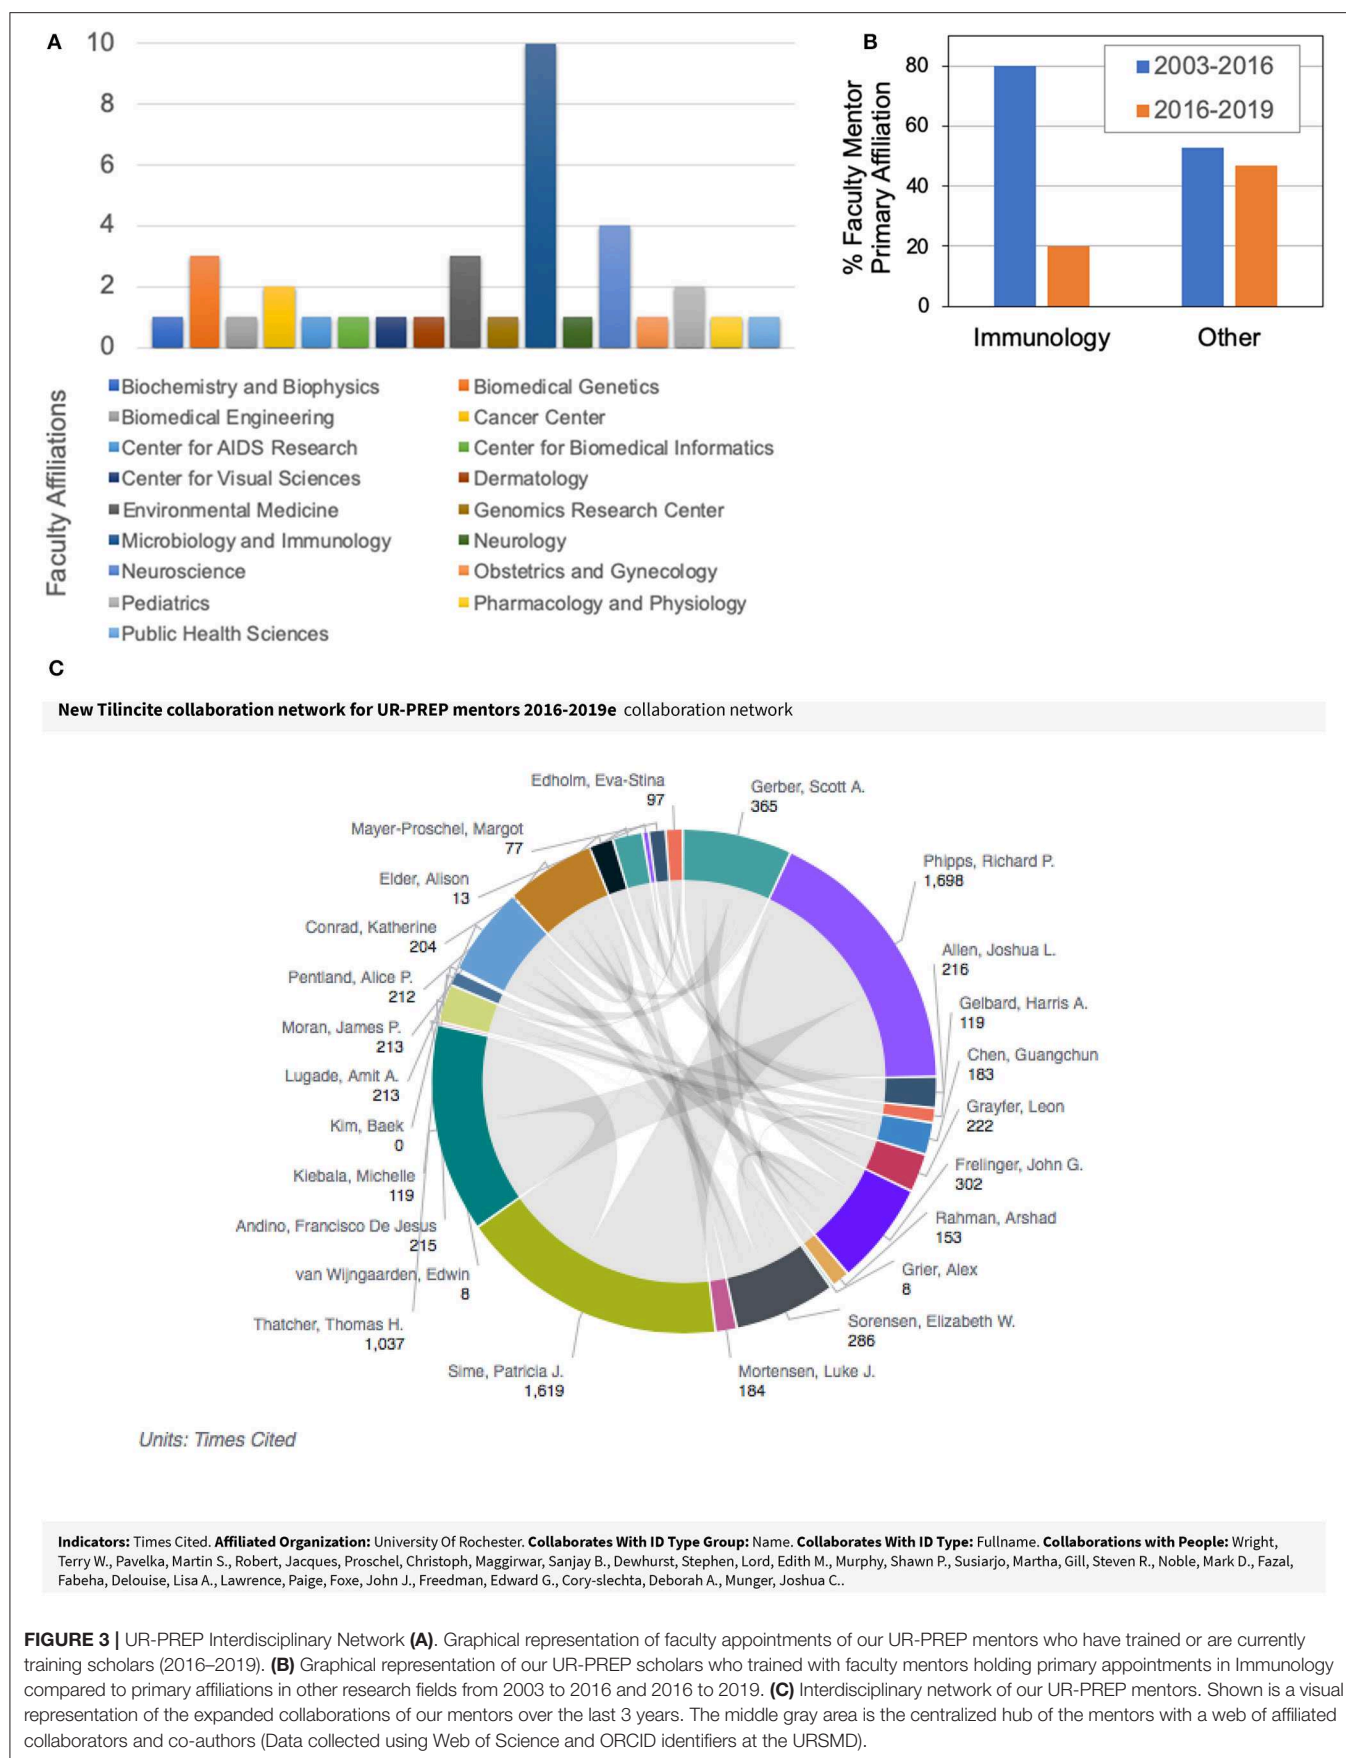 A
10
8
6
4
2
0
Faculty Affiliations
Biochemistry and Biophysics
Biomedical Genetics
Biomedical Engineering
Cancer Center
Center for AIDS Research
Center for Biomedical Informatics
Center for Visual Sciences
Dermatology
Environmental Medicine
Genomics Research Center
Microbiology and Immunology
Neurology
Neuroscience
Obstetrics and Gynecology
Pediatrics
Pharmacology and Physiology
Public Health Sciences
B
% Faculty Mentor
Primary Affiliation
80
60
40
20
0
2003-2016
2016-2019
Immunology
Other
C
New Tilincite collaboration network for UR-PREP mentors 2016-2019e collaboration network
Edholm, Eva-Stina
97
Gerber, Scott A.
365
Mayer-Proschel, Margot
77
Phipps, Richard P.
1,698
Elder, Alison
13
Allen, Joshua L.
216
Conrad, Katherine
204
Gelbard, Harris A.
119
Pentland, Alice P.
212
Chen, Guangchun
183
Moran, James P.
213
Grayfer, Leon
222
Lugade, Amit A.
213
Frelinger, John G.
302
Kim, Baek
0
Rahman, Arshad
153
Kiebala, Michelle
119
Grier, Alex
8
Andino, Francisco De Jesus
215
Sorensen, Elizabeth W.
286
van Wijngaarden, Edwin
8
Mortensen, Luke J.
184
Thatcher, Thomas H.
1,037
Sime, Patricia J.
1,619
Units: Times Cited
Indicators: Times Cited. Affiliated Organization: University Of Rochester. Collaborates With ID Type Group: Name. Collaborates With ID Type: Fullname. Collaborations with People: Wright,
Terry W., Pavelka, Martin S., Robert, Jacques, Proschel, Christoph, Maggirwar, Sanjay B., Dewhurst, Stephen, Lord, Edith M., Murphy, Shawn P., Susiarjo, Martha, Gill, Steven R., Noble, Mark D., Fazal,
Fabeha, Delouise, Lisa A., Lawrence, Paige, Foxe, John J., Freedman, Edward G., Cory-slechta, Deborah A., Munger, Joshua C..
FIGURE 3 | UR-PREP Interdisciplinary Network (A). Graphical representation of faculty appointments of our UR-PREP mentors who have trained or are currently
training scholars (2016–2019). (B) Graphical representation of our UR-PREP scholars who trained with faculty mentors holding primary appointments in Immunology
compared to primary affiliations in other research fields from 2003 to 2016 and 2016 to 2019. (C) Interdisciplinary network of our UR-PREP mentors. Shown is a visual
representation of the expanded collaborations of our mentors over the last 3 years. The middle gray area is the centralized hub of the mentors with a web of affiliated
collaborators and co-authors (Data collected using Web of Science and ORCID identifiers at the URSMD).